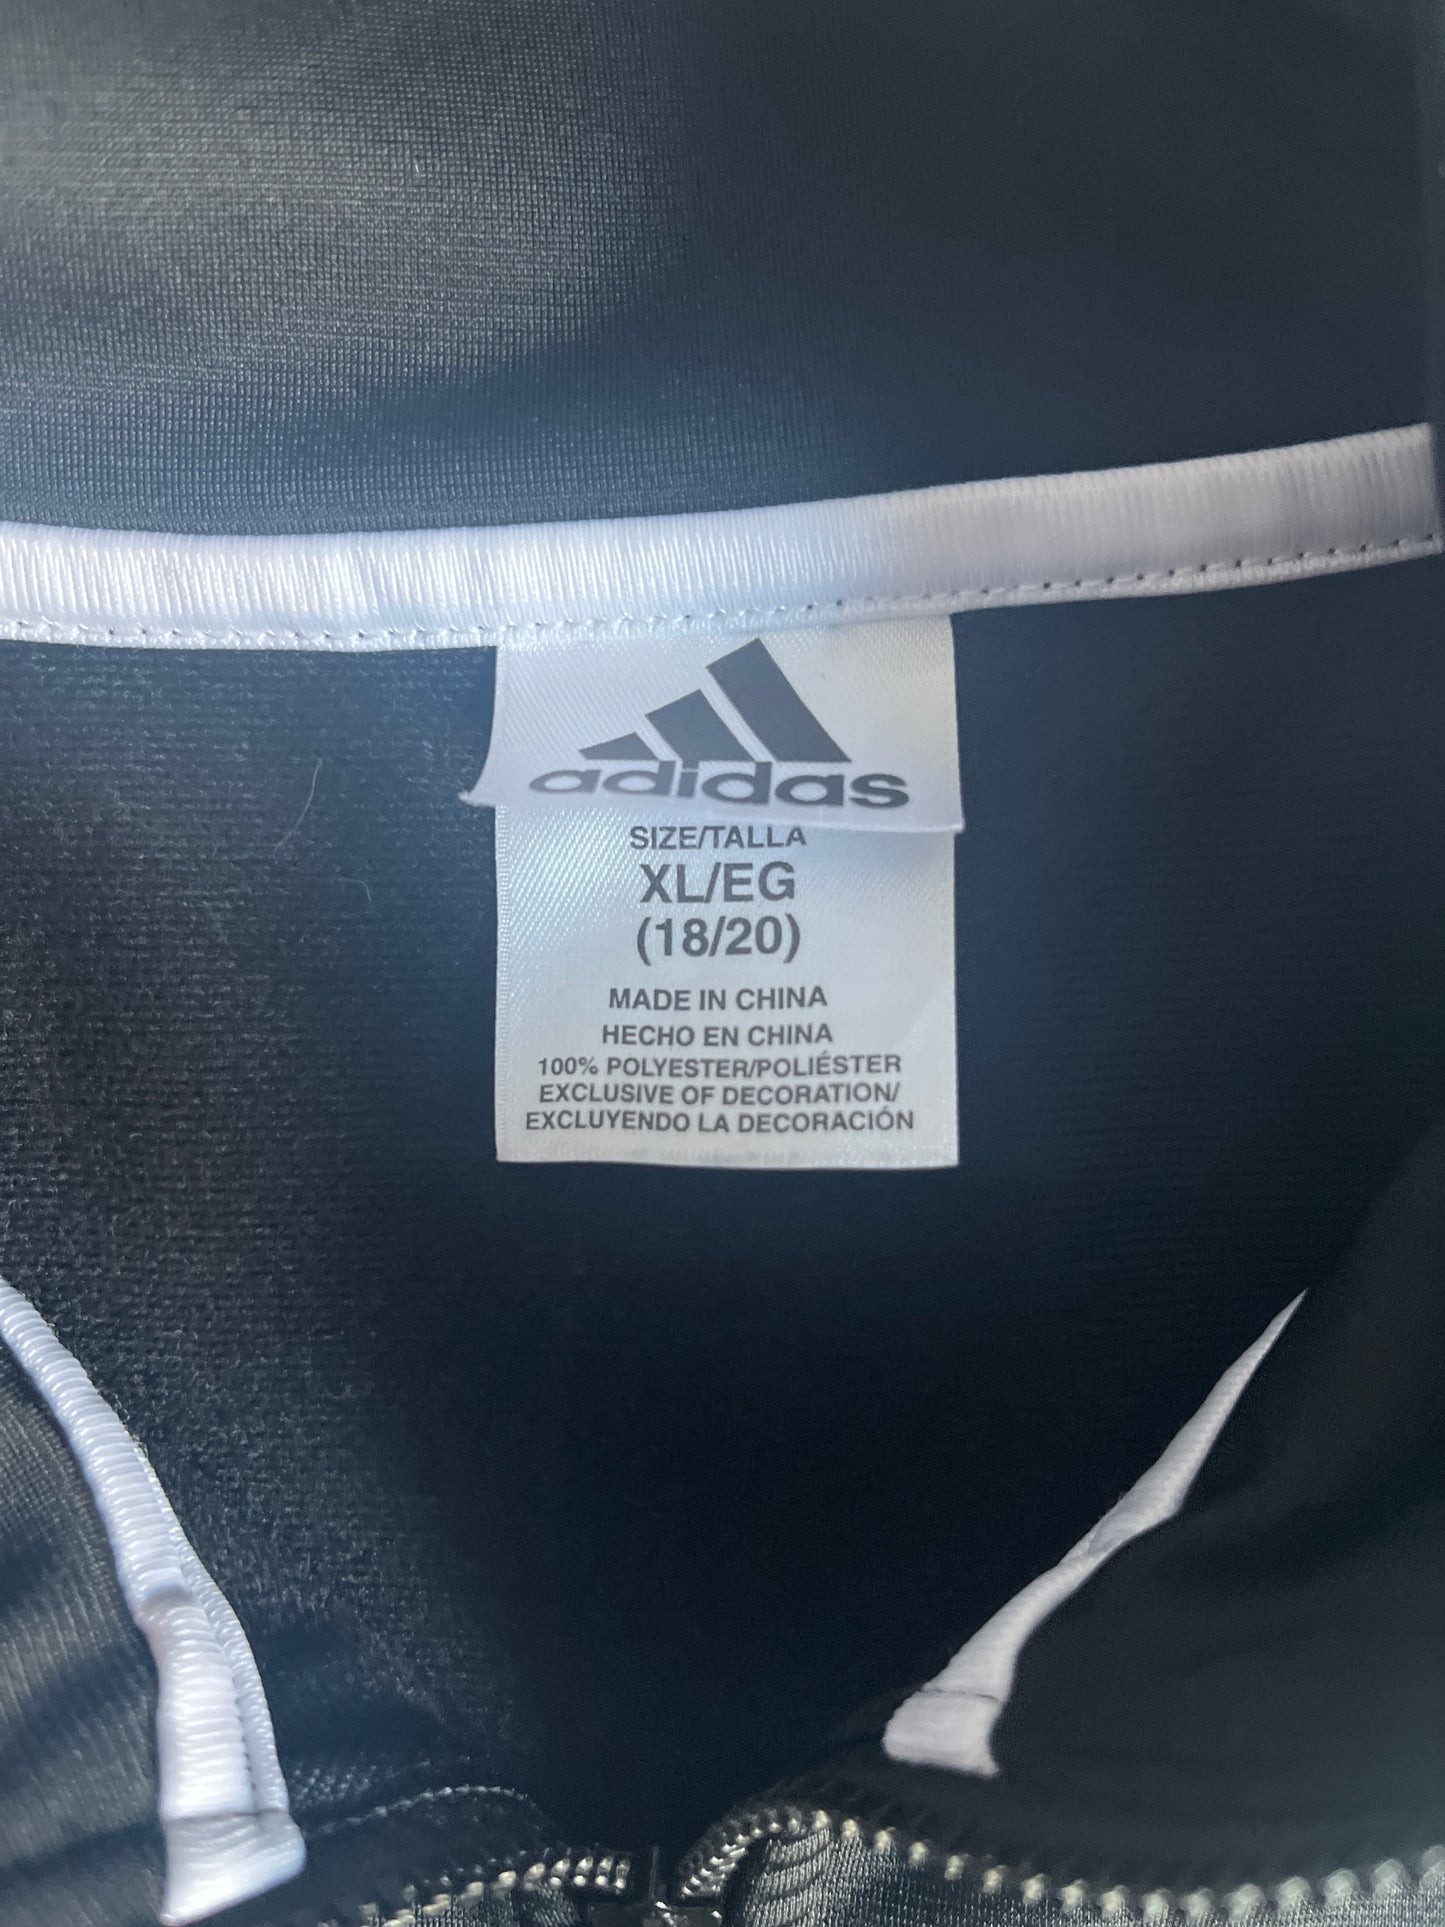 adidas
SIZE/TALLA
XL/EG
(18/20)
MADE IN CHINA
HECHO EN CHINA
100% POLYESTER/POLIÉSTER
EXCLUSIVE OF DECORATION/
EXCLUYENDO LA DECORACIÓN